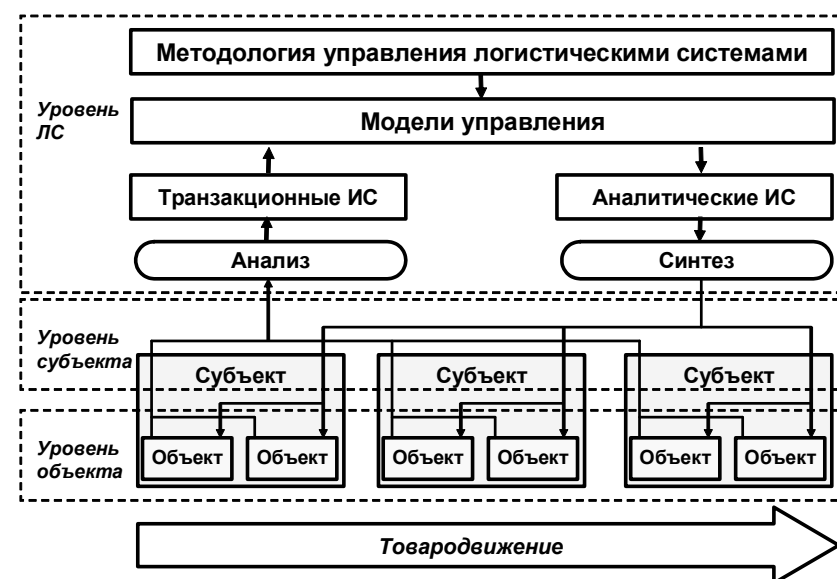 Методология управления логистическими системами
Уровень
ЛС
Модели управления
Транзакционные ИС
Аналитические ИС
Анализ
Синтез
Уровень
субъекта
Субъект
Субъект
Субъект
Уровень
объекта
Объект
Объект
Объект
Объект
Объект
Объект
Товародвижение